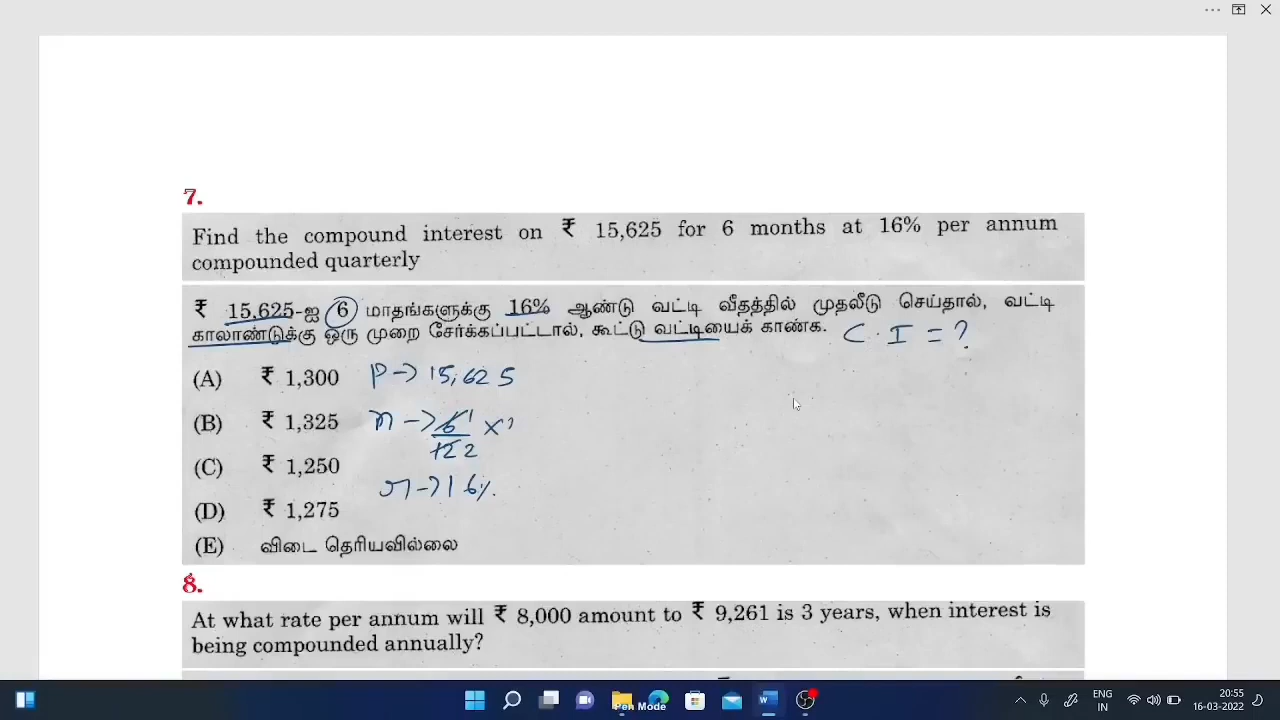 7.
Find the compound interest on ₹ 15,625 for 6 months at 16% per annum
compounded quarterly
₹ 15,625-ஐ 6 மாதங்களுக்கு 16% ஆண்டு வட்டி வீதத்தில் முதலீடு செய்தால், வட்டி
காலாண்டுக்கு ஒரு முறை சேர்க்கப்பட்டால், கூட்டு வட்டியைக் காண்க. C.I = ?
(A) ₹ 1,300 P → 15,625
(B) ₹ 1,325 n → 6 1 ×
12 2
(C) ₹ 1,250
r → 16%
(D) ₹ 1,275
(E) விடை தெரியவில்லை
8.
At what rate per annum will ₹ 8,000 amount to ₹ 9,261 is 3 years, when interest is
being compounded annually?
Pen Mode
ENG
IN
20:55
16-03-2022